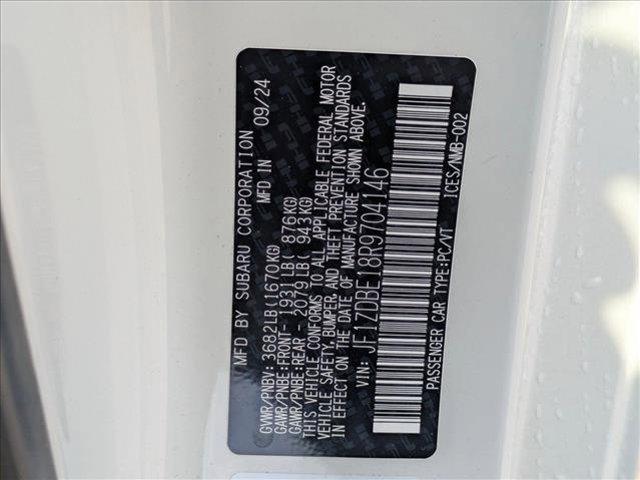 MFD BY SUBARU CORPORATION
MFD IN 09/24
GVWR/PNBV: 3682LB(1670KG)
GAWR/PNBE:FRONT- 1931LB( 876KG)
GAWR/PNBE:REAR - 2079LB( 943KG)
THIS VEHICLE CONFORMS TO ALL APPLICABLE FEDERAL MOTOR
VEHICLE SAFETY, BUMPER, AND THEFT PREVENTION STANDARDS
IN EFFECT ON THE DATE OF MANUFACTURE SHOWN ABOVE.
VIN: JF1ZDBE18R9704146
PASSENGER CAR TYPE:PC/VT ICES/NMB-002